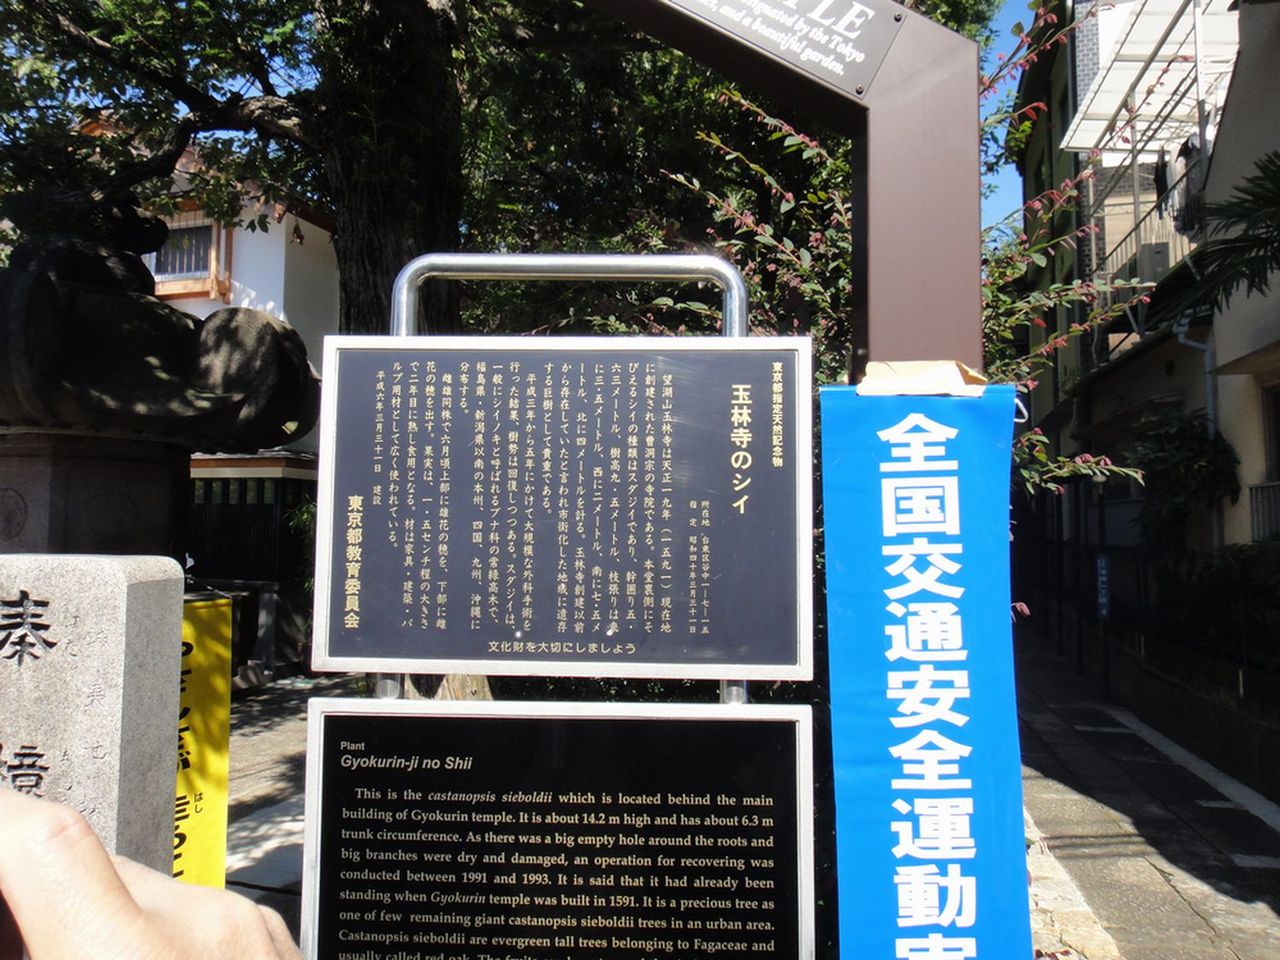 TLE
designated by the Tokyo
and a beautiful garden.
東京都指定天然記念物
玉林寺のシイ
所在地 台東区谷中一―七―一五
指定 昭和四十年三月三十一日
望湖山玉林寺は天正一九年(一五九一)現在地
に創建された曹洞宗の寺院である。本堂裏側にそ
びえるシイの種類はスダジイであり、幹囲り五・
六三メートル、樹高九・五メートル、枝張りは東
に三・五メートル、西に二メートル、南に七・五メ
ートル、北に四メートルを計る。玉林寺創建以前
から存在していたと言われ市街化した地域に遺存
する巨樹として貴重である。
平成三年から五年にかけて大規模な外科手術を
行った結果、樹勢は回復しつつある。スダジイは、
一般にシイノキと呼ばれるブナ科の常緑高木で、
福島県・新潟県以南の本州、四国、九州、沖縄に
分布する。
雌雄同株で六月頃上部に雄花の穂を、下部に雌
花の穂を出す。果実は、一・五センチ程の大きさ
で二年目に熟し食用となる。材は家具・建築・パ
ルプ用材として広く使われている。
平成六年三月三十一日 建設
東京都教育委員会
文化財を大切にしましょう
Plant
Gyokurin-ji no Shii
This is the castanopsis sieboldii which is located behind the main
building of Gyokurin temple. It is about 14.2 m high and has about 6.3 m
trunk circumference. As there was a big empty hole around the roots and
big branches were dry and damaged, an operation for recovering was
conducted between 1991 and 1993. It is said that it had already been
standing when Gyokurin temple was built in 1591. It is a precious tree as
one of few remaining giant castanopsis sieboldii trees in an urban area.
Castanopsis sieboldii are evergreen tall trees belonging to Fagaceae and
usually called red oak. The fruits
全国交通安全運動
奉